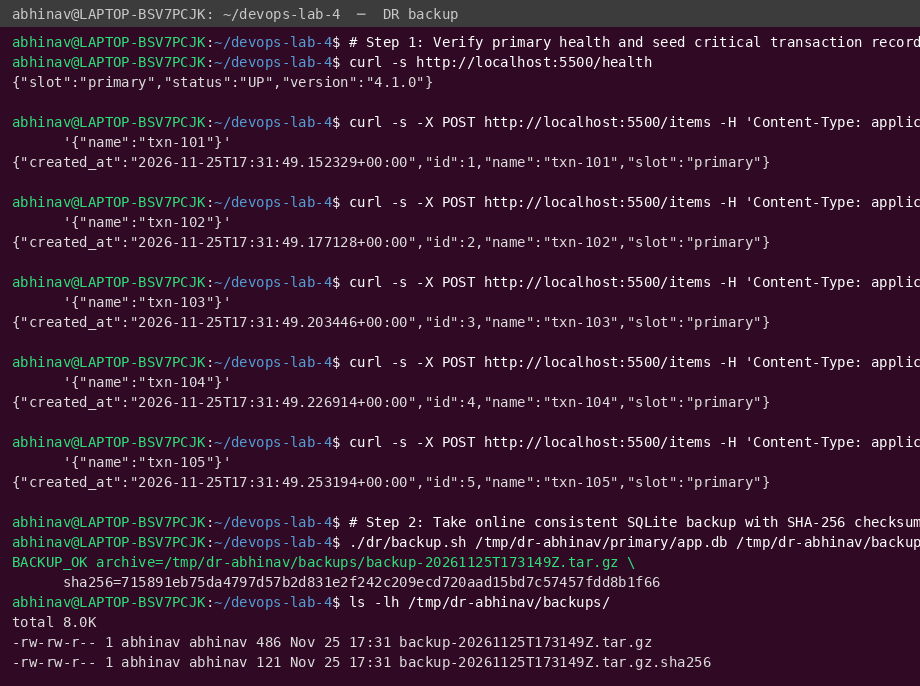 abhinav@LAPTOP-BSV7PCJK: ~/devops-lab-4  —  DR backup
abhinav@LAPTOP-BSV7PCJK:~/devops-lab-4$ # Step 1: Verify primary health and seed critical transaction record
abhinav@LAPTOP-BSV7PCJK:~/devops-lab-4$ curl -s http://localhost:5500/health
{"slot":"primary","status":"UP","version":"4.1.0"}
abhinav@LAPTOP-BSV7PCJK:~/devops-lab-4$ curl -s -X POST http://localhost:5500/items -H 'Content-Type: applic
'{"name":"txn-101"}'
{"created_at":"2026-11-25T17:31:49.152329+00:00","id":1,"name":"txn-101","slot":"primary"}
abhinav@LAPTOP-BSV7PCJK:~/devops-lab-4$ curl -s -X POST http://localhost:5500/items -H 'Content-Type: applic
'{"name":"txn-102"}'
{"created_at":"2026-11-25T17:31:49.177128+00:00","id":2,"name":"txn-102","slot":"primary"}
abhinav@LAPTOP-BSV7PCJK:~/devops-lab-4$ curl -s -X POST http://localhost:5500/items -H 'Content-Type: applic
'{"name":"txn-103"}'
{"created_at":"2026-11-25T17:31:49.203446+00:00","id":3,"name":"txn-103","slot":"primary"}
abhinav@LAPTOP-BSV7PCJK:~/devops-lab-4$ curl -s -X POST http://localhost:5500/items -H 'Content-Type: applic
'{"name":"txn-104"}'
{"created_at":"2026-11-25T17:31:49.226914+00:00","id":4,"name":"txn-104","slot":"primary"}
abhinav@LAPTOP-BSV7PCJK:~/devops-lab-4$ curl -s -X POST http://localhost:5500/items -H 'Content-Type: applic
'{"name":"txn-105"}'
{"created_at":"2026-11-25T17:31:49.253194+00:00","id":5,"name":"txn-105","slot":"primary"}
abhinav@LAPTOP-BSV7PCJK:~/devops-lab-4$ # Step 2: Take online consistent SQLite backup with SHA-256 checksum
abhinav@LAPTOP-BSV7PCJK:~/devops-lab-4$ ./dr/backup.sh /tmp/dr-abhinav/primary/app.db /tmp/dr-abhinav/backup
BACKUP_OK archive=/tmp/dr-abhinav/backups/backup-20261125T173149Z.tar.gz \
sha256=715891eb75da4797d57b2d831e2f242c209ecd720aad15bd7c57457fdd8b1f66
abhinav@LAPTOP-BSV7PCJK:~/devops-lab-4$ ls -lh /tmp/dr-abhinav/backups/
total 8.0K
-rw-rw-r-- 1 abhinav abhinav 486 Nov 25 17:31 backup-20261125T173149Z.tar.gz
-rw-rw-r-- 1 abhinav abhinav 121 Nov 25 17:31 backup-20261125T173149Z.tar.gz.sha256